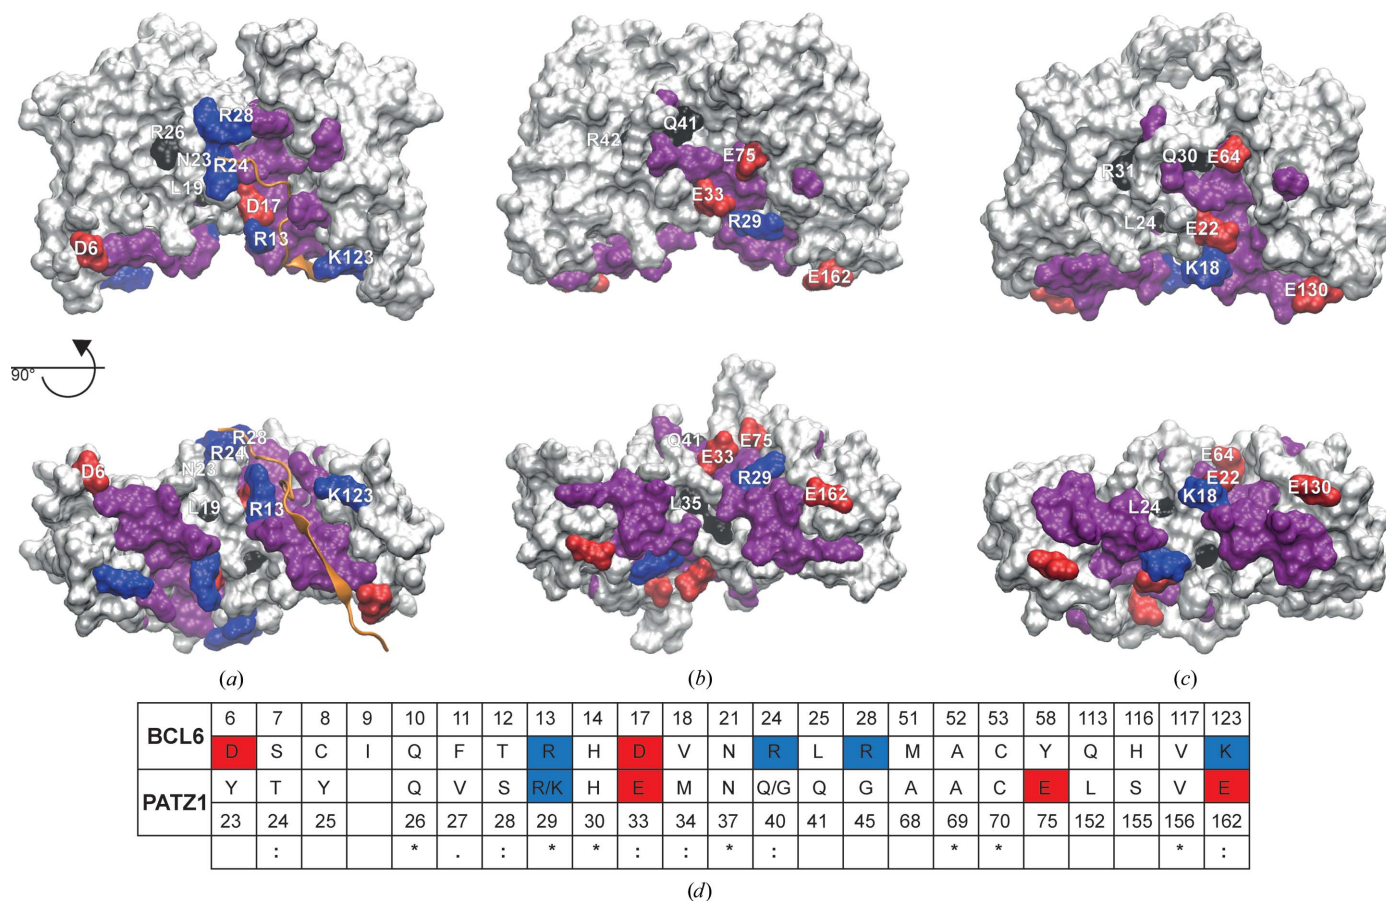 R28
R26
N23
R24
L19
D17
D6
R13
K123
Q41
R42
E75
E33
R29
E162
Q30
E64
R31
L24
E22
K18
E130
90°
R28
R24
D6
N23
K123
R13
L19
Q41
E75
E33
R29
E162
L35
E64
E22
K18
E130
L24
(a)
(b)
(c)
BCL6 6 7 8 9 10 11 12 13 14 17 18 21 24 25 28 51 52 53 58 113 116 117 123
D S C I Q F T R H D V N R L R M A C Y Q H V K
PATZ1 Y T Y Q V S R/K H E M N Q/G Q G A A C E L S V E
23 24 25 26 27 28 29 30 33 34 37 40 41 45 68 69 70 75 152 155 156 162
: * . : * * : : * : * * * :
(d)